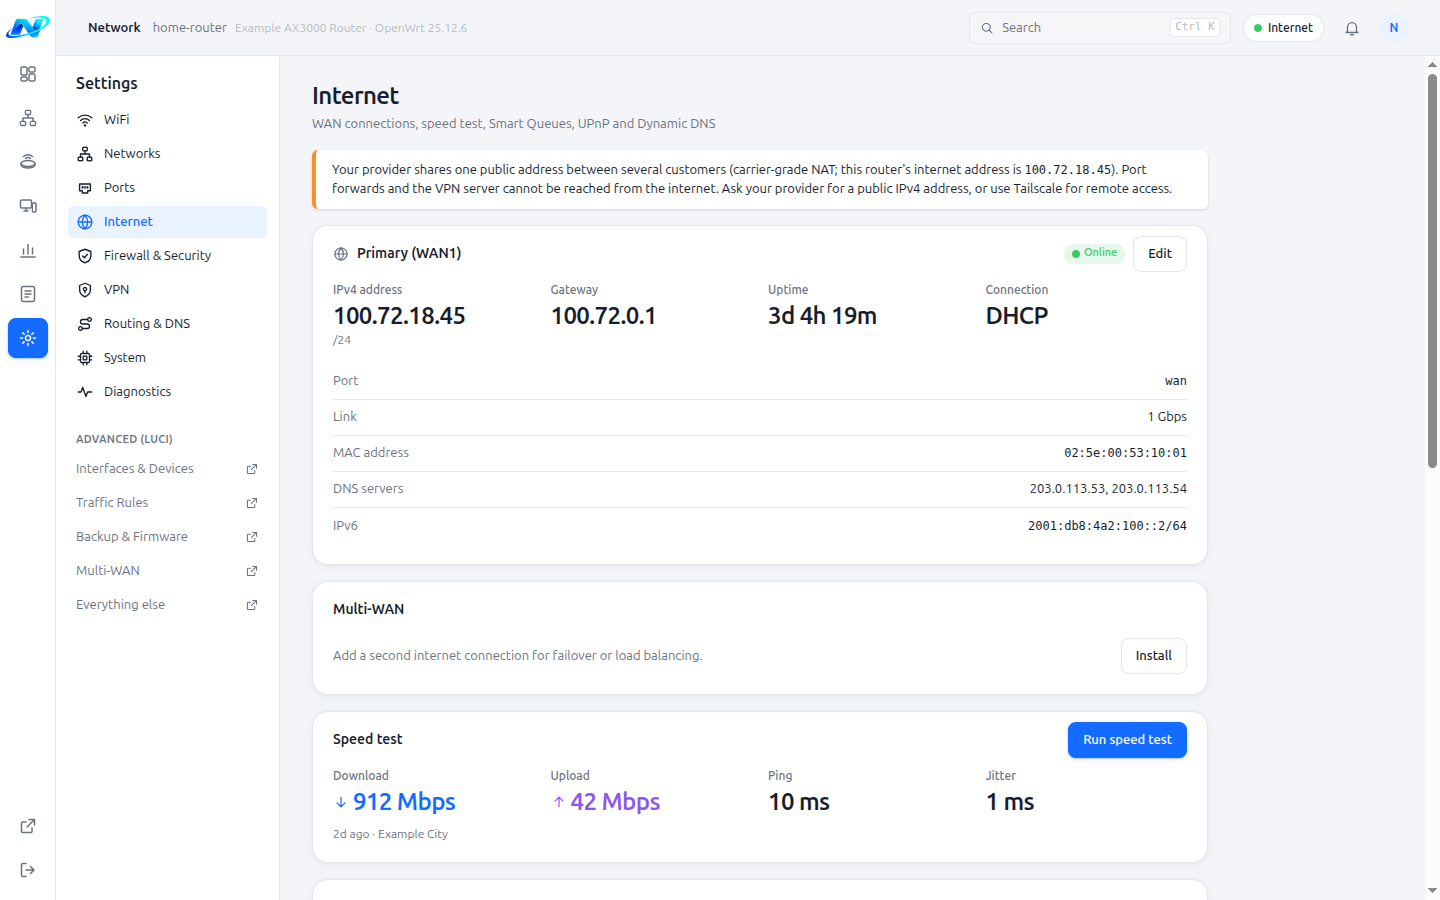 Network home-router Example AX3000 Router · OpenWrt 25.12.6
Search Ctrl K
Internet
N
Settings
WiFi
Networks
Ports
Internet
Firewall & Security
VPN
Routing & DNS
System
Diagnostics
ADVANCED (LUCI)
Interfaces & Devices
Traffic Rules
Backup & Firmware
Multi-WAN
Everything else
Internet
WAN connections, speed test, Smart Queues, UPnP and Dynamic DNS
Your provider shares one public address between several customers (carrier-grade NAT; this router's internet address is 100.72.18.45). Port
forwards and the VPN server cannot be reached from the internet. Ask your provider for a public IPv4 address, or use Tailscale for remote access.
Primary (WAN1) Online Edit
IPv4 address Gateway Uptime Connection
100.72.18.45 100.72.0.1 3d 4h 19m DHCP
/24
Port wan
Link 1 Gbps
MAC address 02:5e:00:53:10:01
DNS servers 203.0.113.53, 203.0.113.54
IPv6 2001:db8:4a2:100::2/64
Multi-WAN
Add a second internet connection for failover or load balancing. Install
Speed test Run speed test
Download Upload Ping Jitter
↓ 912 Mbps ↑ 42 Mbps 10 ms 1 ms
2d ago · Example City